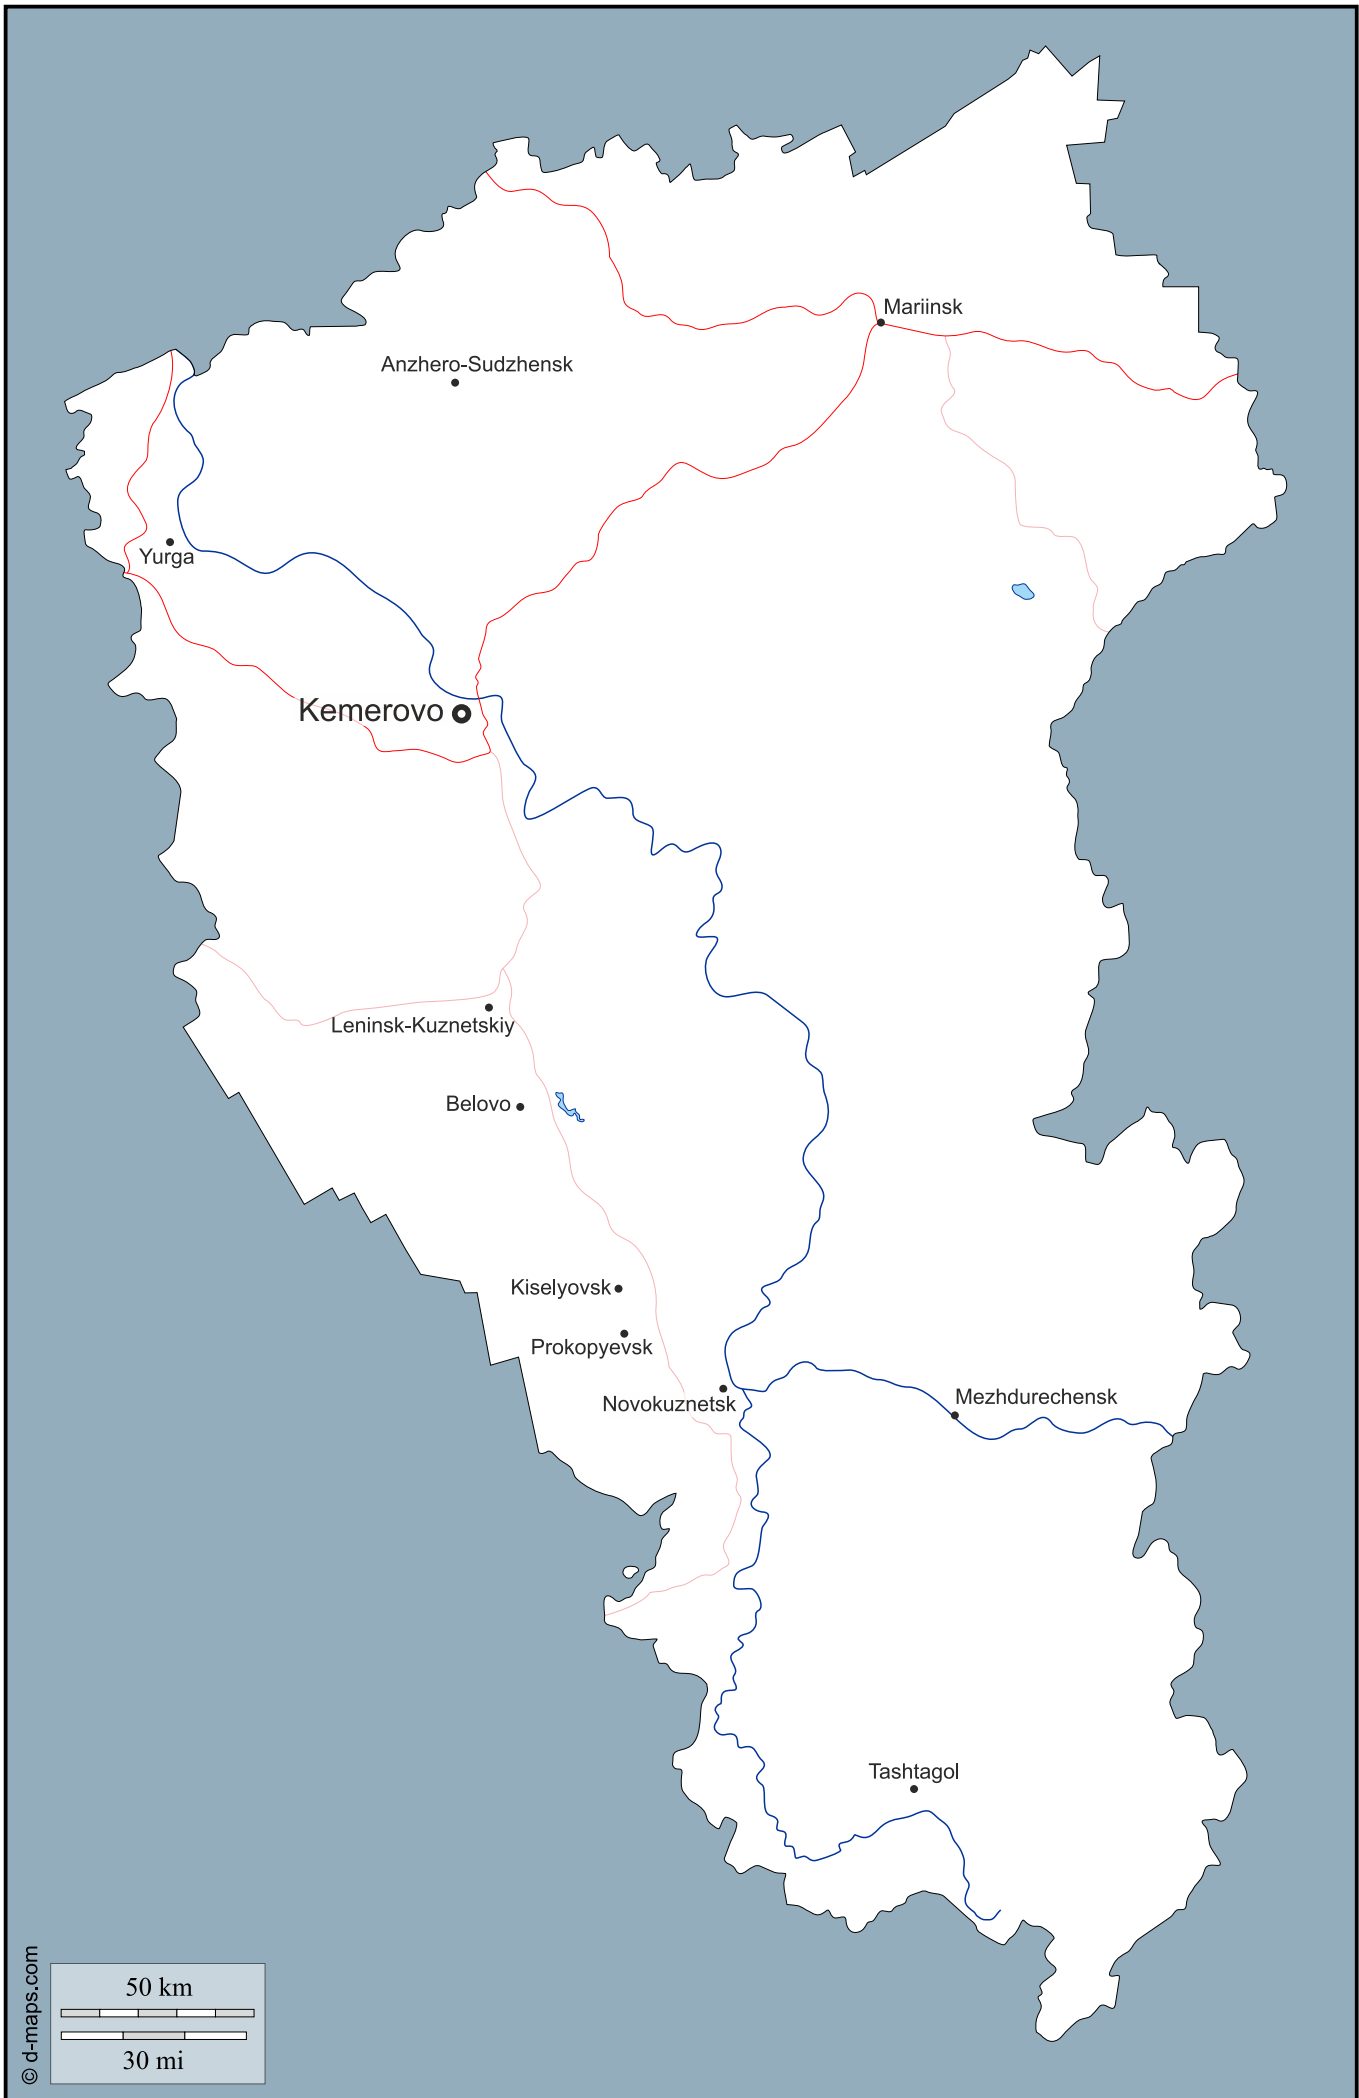 Mariinsk
Anzhero-Sudzhensk
Yurga
Kemerovo
Leninsk-Kuznetskiy
Belovo
Kiselyovsk
Prokopyevsk
Novokuznetsk
Mezhdurechensk
Tashtagol
50 km
30 mi
© d-maps.com